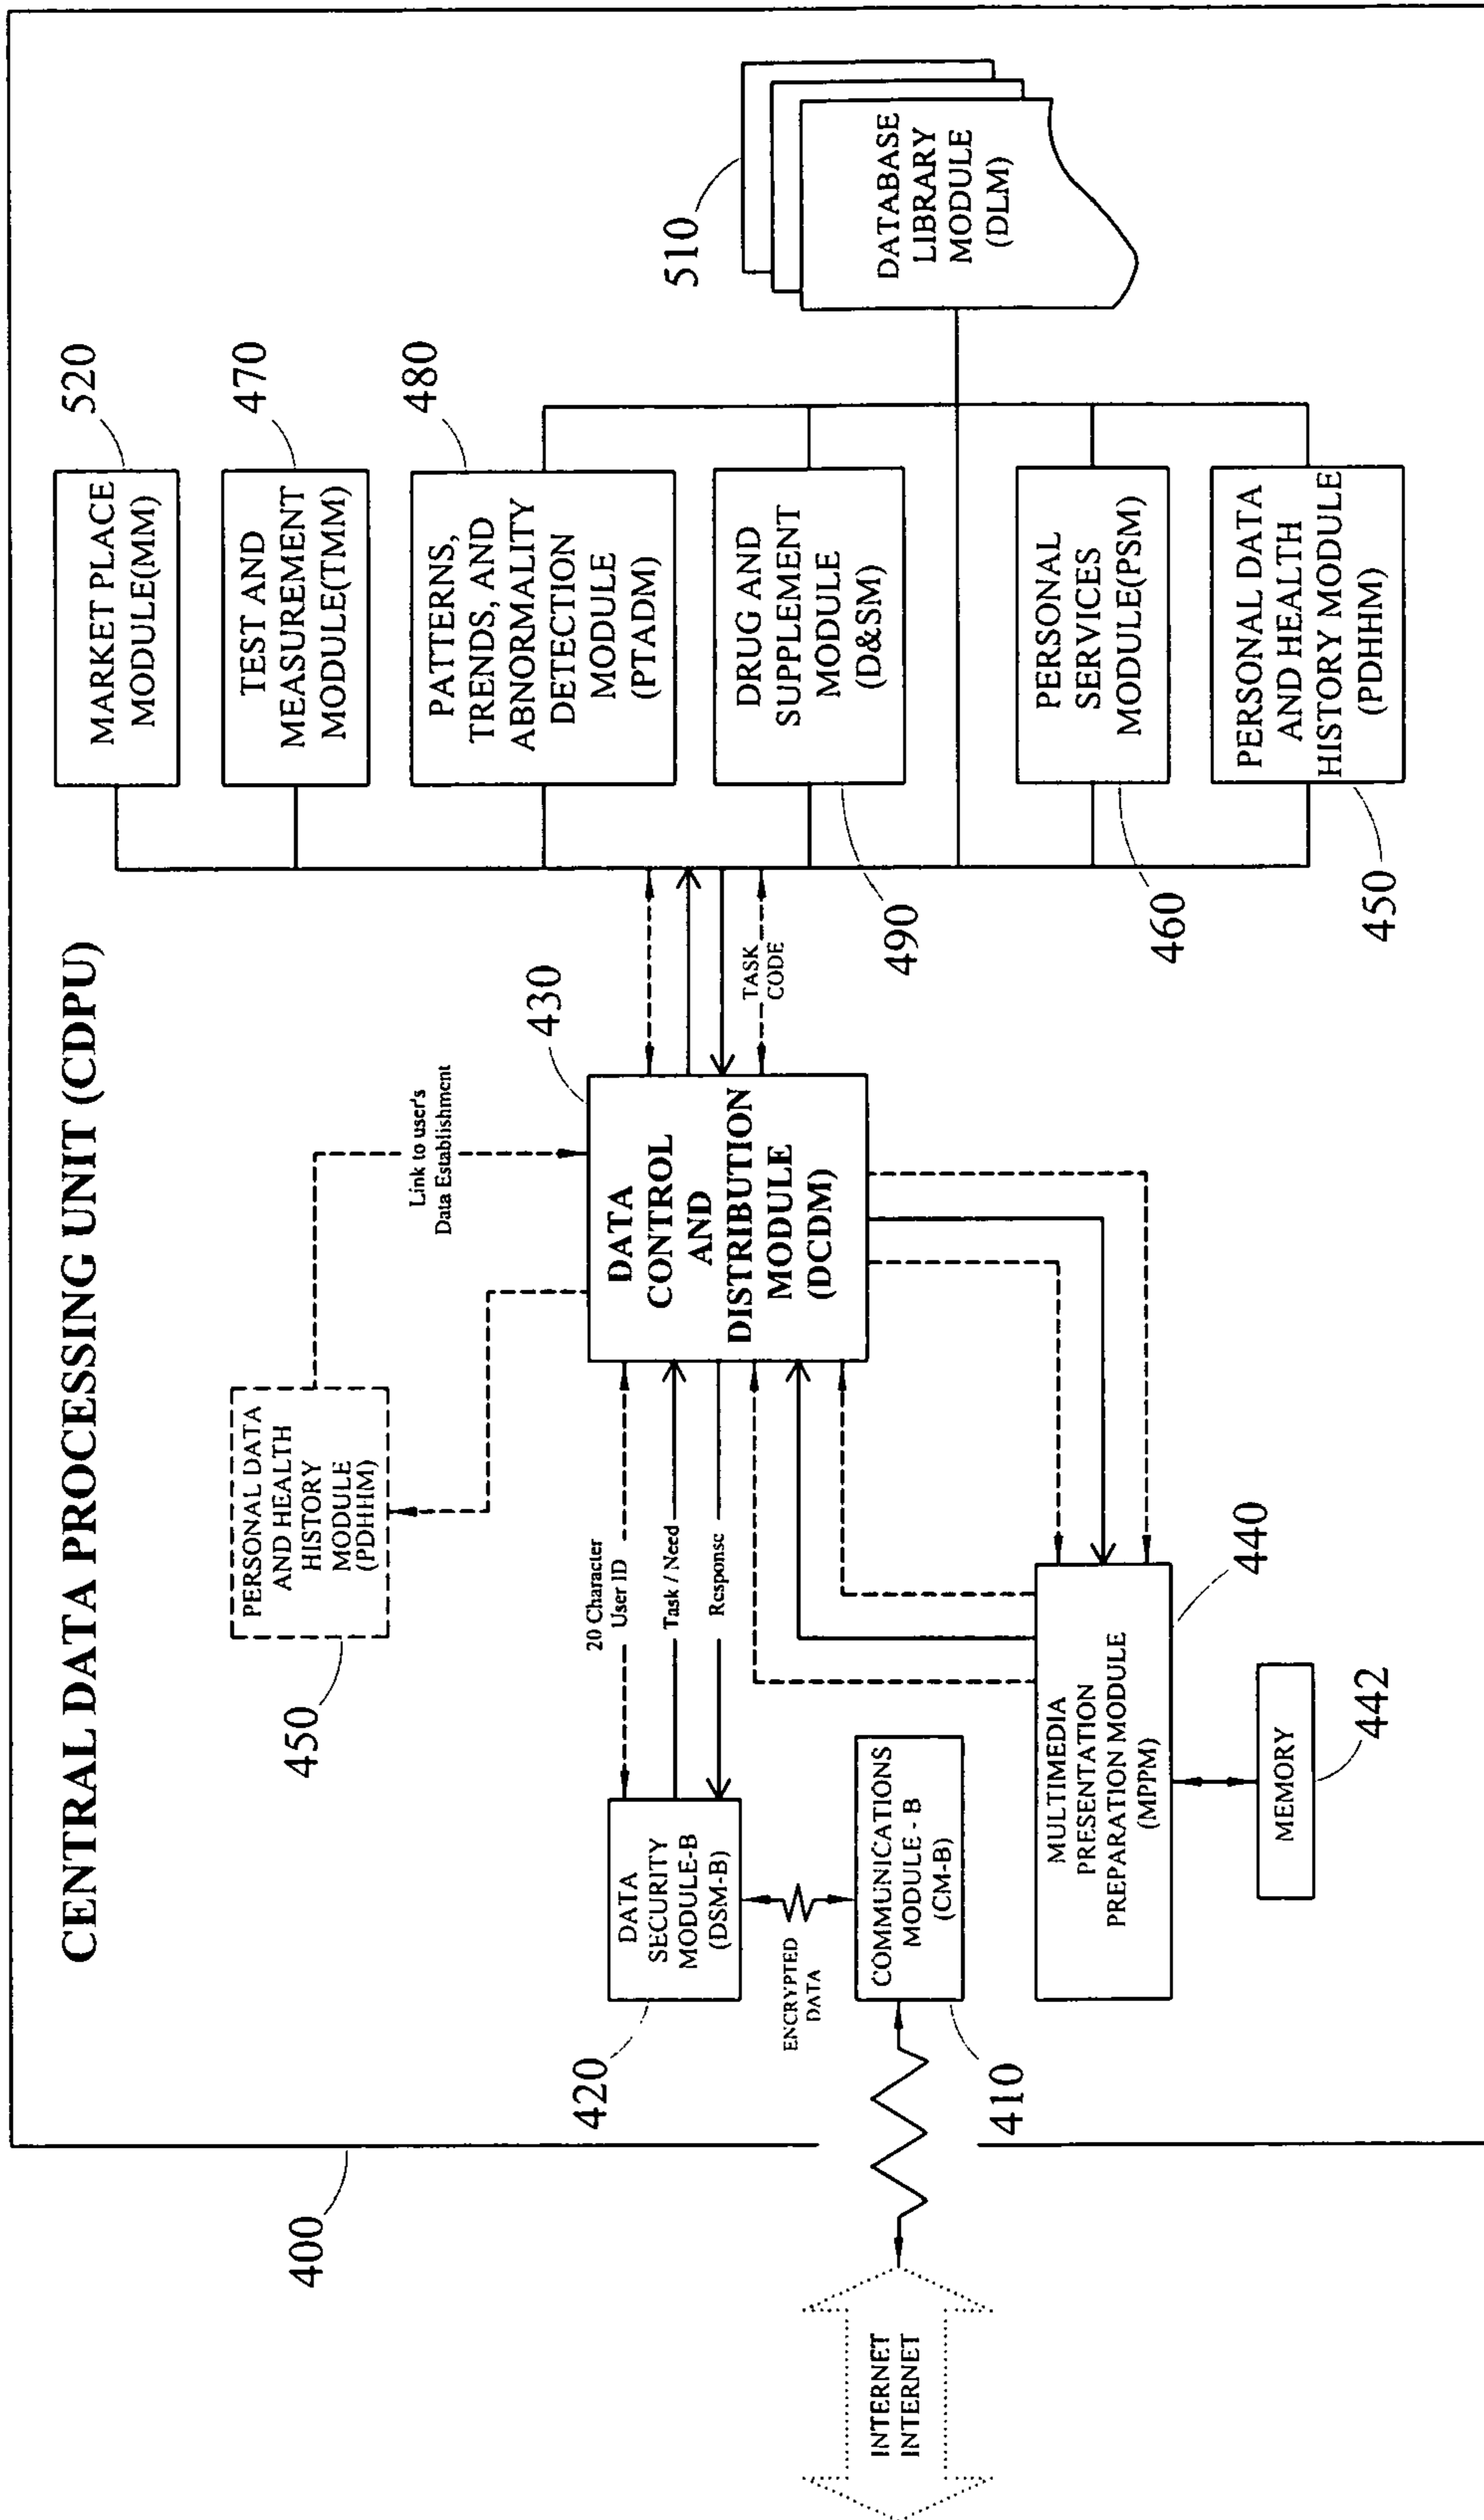 CENTRAL DATA PROCESSING UNIT (CDPU)
400
INTERNET
INTERNET
450
PERSONAL DATA
AND HEALTH
HISTORY
MODULE
(PDHHM)
Link to user's
Data Establishment
420
DATA
SECURITY
MODULE-B
(DSM-B)
20 Character
User ID
Task / Need
Response
ENCRYPTED
DATA
COMMUNICATIONS
MODULE - B
(CM-B)
410
430
DATA
CONTROL
AND
DISTRIBUTION
MODULE
(DCDM)
TASK
CODE
MULTIMEDIA
PRESENTATION
PREPARATION MODULE
(MPPM)
440
MEMORY
442
MARKET PLACE
MODULE(MM)
520
TEST AND
MEASUREMENT
MODULE(TMM)
470
PATTERNS,
TRENDS, AND
ABNORMALITY
DETECTION
MODULE
(PTADM)
480
DRUG AND
SUPPLEMENT
MODULE
(D&SM)
490
PERSONAL
SERVICES
MODULE(PSM)
460
PERSONAL DATA
AND HEALTH
HISTORY MODULE
(PDHHM)
450
510
DATABASE
LIBRARY
MODULE
(DLM)